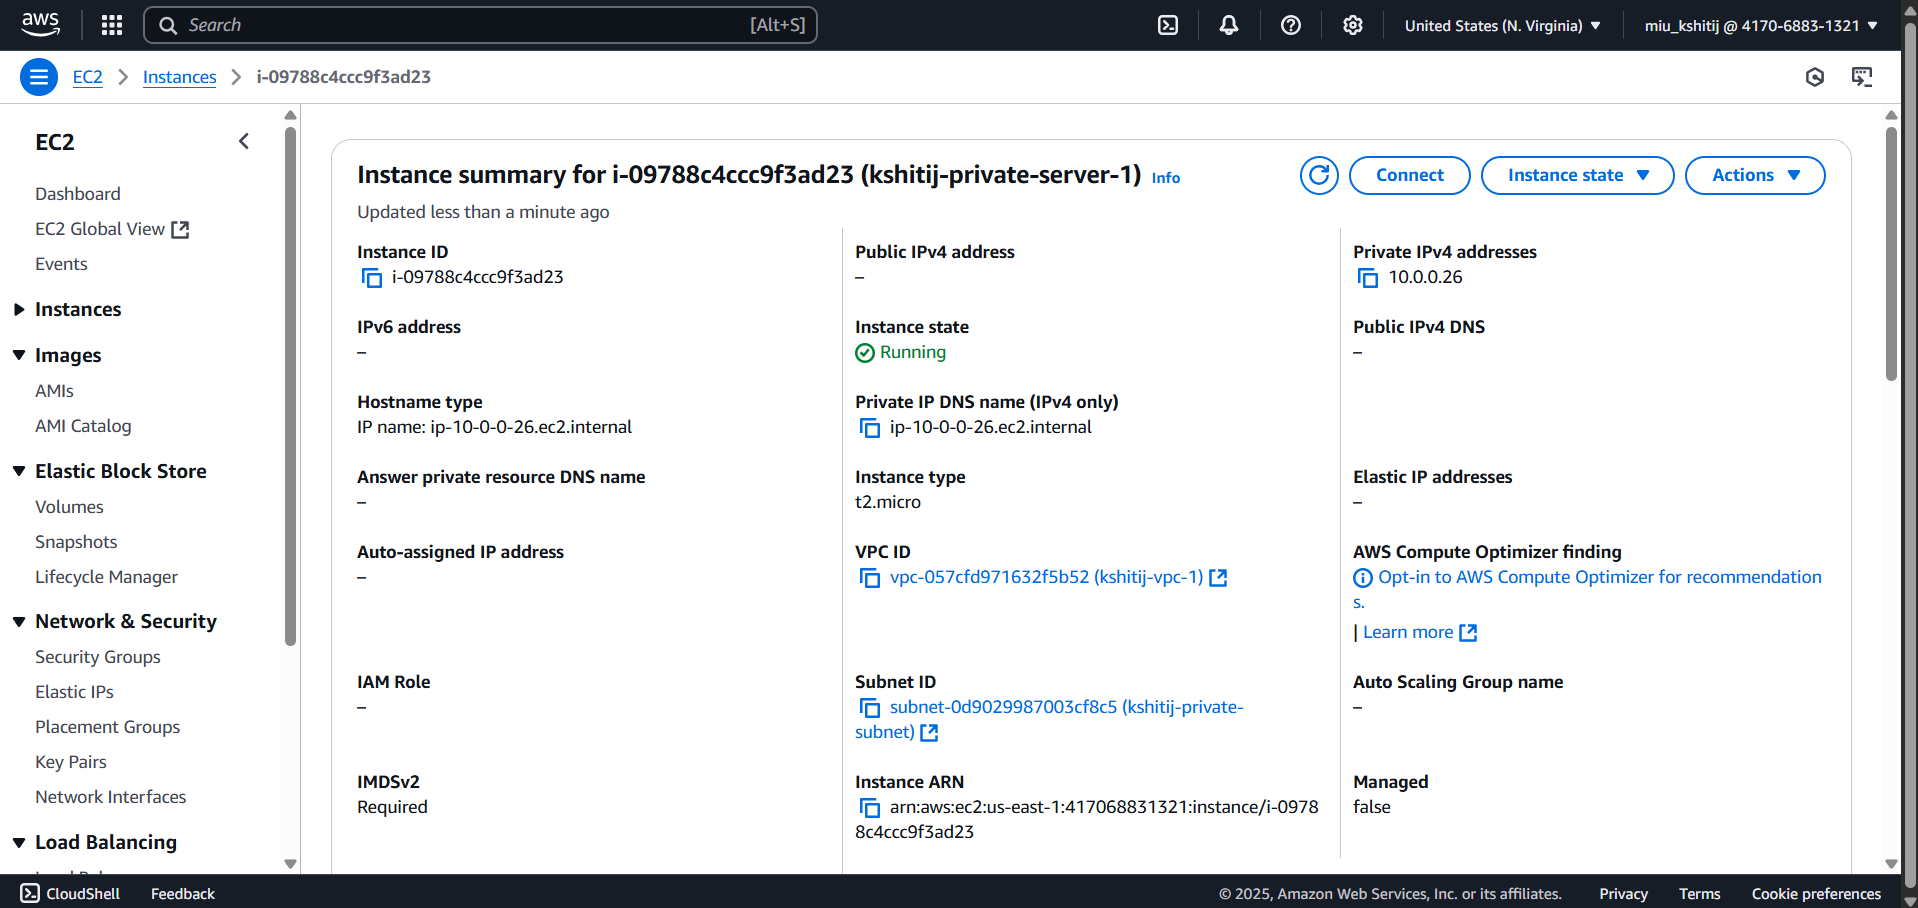 aws
Search [Alt+S]
United States (N. Virginia)
miu_kshitij @ 4170-6883-1321
EC2
Instances
i-09788c4ccc9f3ad23
EC2
Dashboard
EC2 Global View
Events
Instances
Images
AMIs
AMI Catalog
Elastic Block Store
Volumes
Snapshots
Lifecycle Manager
Network & Security
Security Groups
Elastic IPs
Placement Groups
Key Pairs
Network Interfaces
Load Balancing
Instance summary for i-09788c4ccc9f3ad23 (kshitij-private-server-1) Info
Updated less than a minute ago
Connect
Instance state
Actions
Instance ID
i-09788c4ccc9f3ad23
Public IPv4 address
–
Private IPv4 addresses
10.0.0.26
IPv6 address
–
Instance state
Running
Public IPv4 DNS
–
Hostname type
IP name: ip-10-0-0-26.ec2.internal
Private IP DNS name (IPv4 only)
ip-10-0-0-26.ec2.internal
Answer private resource DNS name
–
Instance type
t2.micro
Elastic IP addresses
–
Auto-assigned IP address
–
VPC ID
vpc-057cfd971632f5b52 (kshitij-vpc-1)
AWS Compute Optimizer finding
Opt-in to AWS Compute Optimizer for recommendation
s.
| Learn more
IAM Role
–
Subnet ID
subnet-0d9029987003cf8c5 (kshitij-private-
subnet)
Auto Scaling Group name
–
IMDSv2
Required
Instance ARN
arn:aws:ec2:us-east-1:417068831321:instance/i-0978
8c4ccc9f3ad23
Managed
false
CloudShell
Feedback
© 2025, Amazon Web Services, Inc. or its affiliates.
Privacy
Terms
Cookie preferences